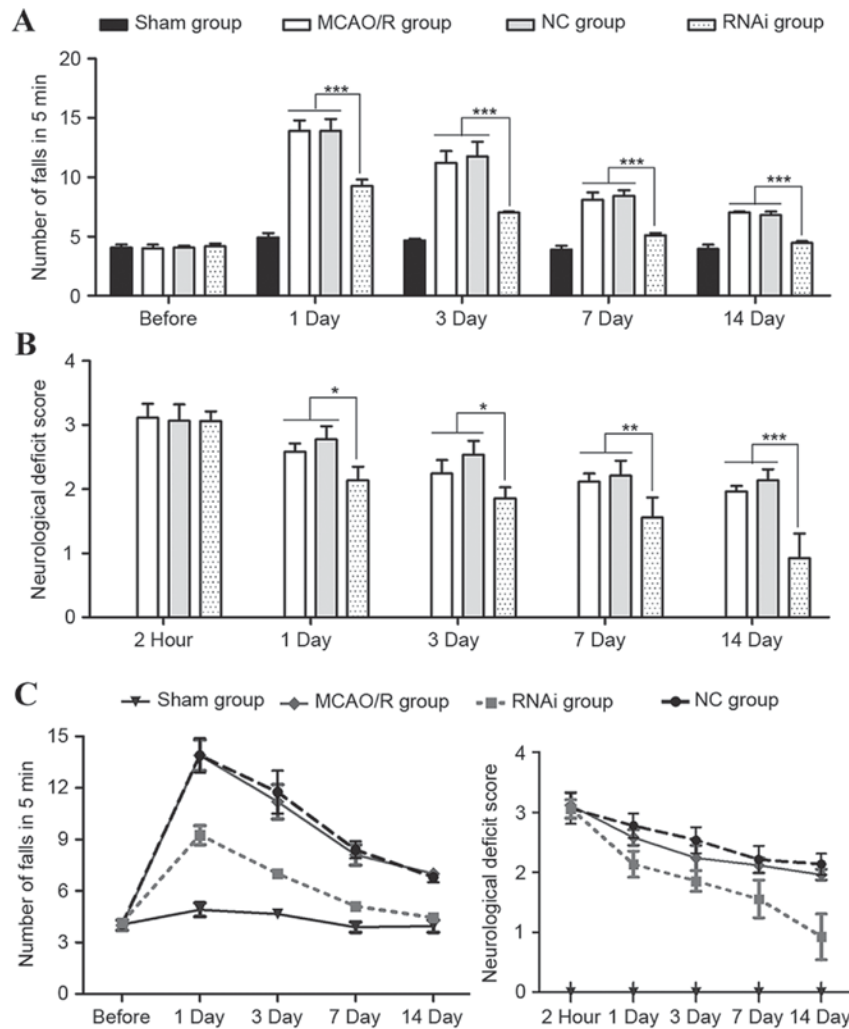 A
Sham group
MCAO/R group
NC group
RNAi group
Number of falls in 5 min
20
15
10
5
0
***
***
***
***
Before
1 Day
3 Day
7 Day
14 Day
B
Neurological deficit score
4
3
2
1
0
*
*
**
***
2 Hour
1 Day
3 Day
7 Day
14 Day
C
Sham group
MCAO/R group
RNAi group
NC group
Number of falls in 5 min
15
12
9
6
3
0
Before
1 Day
3 Day
7 Day
14 Day
Neurological deficit score
4
3
2
1
0
2 Hour
1 Day
3 Day
7 Day
14 Day